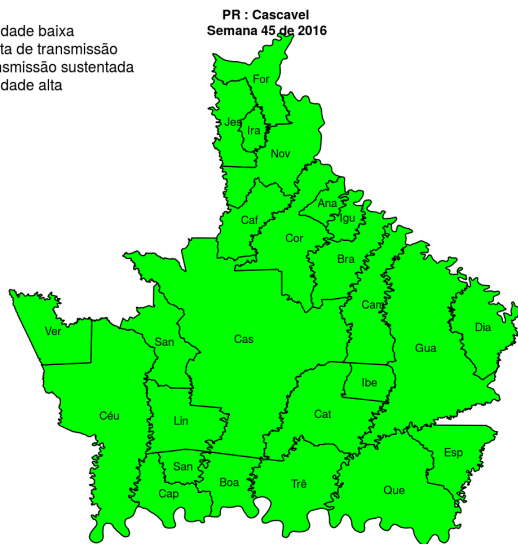 PR : Cascavel
Semana 45 de 2016
dade baixa
ta de transmissão
nsmissão sustentada
dade alta
For
Jes
Ira
Nov
Ana
Igu
Caf
Cor
Bra
Cam
Ver
San
Cas
Dia
Gua
Ibe
Céu
Lin
Cat
Esp
San
Boa
Trê
Cap
Que